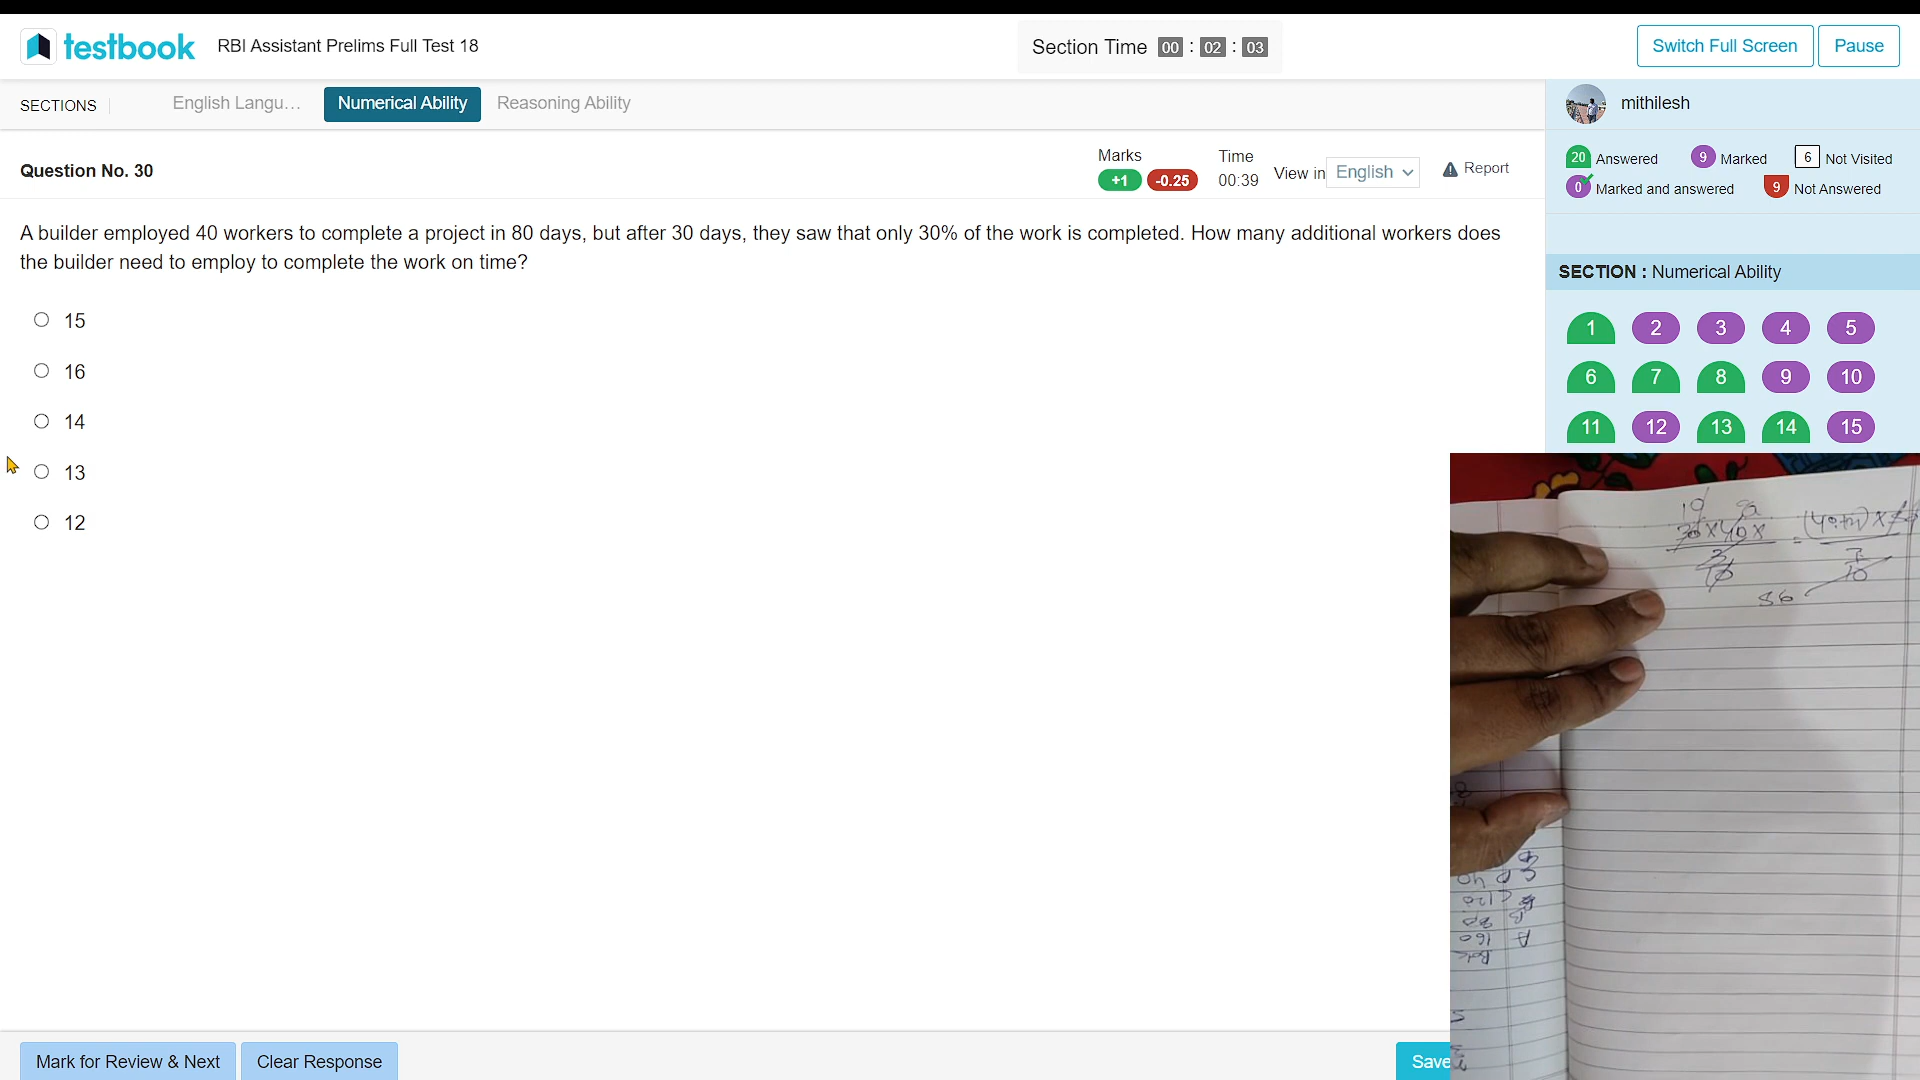 testbook RBI Assistant Prelims Full Test 18 Section Time 00 : 02 : 03 Switch Full Screen Pause
SECTIONS English Langu... Numerical Ability Reasoning Ability
mithilesh
Question No. 30
Marks
+1 -0.25
Time
00:39
View in English
Report
20 Answered 9 Marked 6 Not Visited
0 Marked and answered 9 Not Answered
A builder employed 40 workers to complete a project in 80 days, but after 30 days, they saw that only 30% of the work is completed. How many additional workers does
the builder need to employ to complete the work on time?
SECTION : Numerical Ability
15
16
14
13
12
1 2 3 4 5
6 7 8 9 10
11 12 13 14 15
56
Mark for Review & Next Clear Response Save